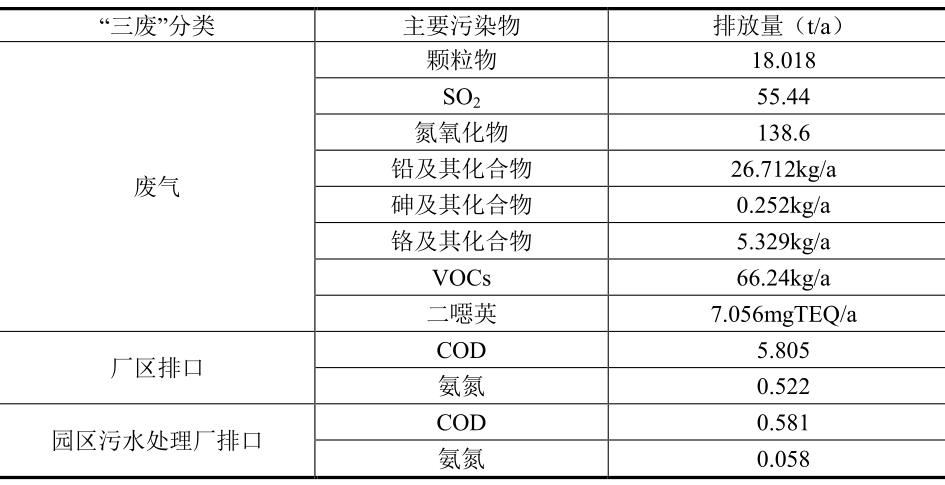 “三废”分类 主要污染物 排放量（t/a）
废气 颗粒物 18.018
SO₂ 55.44
氮氧化物 138.6
铅及其化合物 26.712kg/a
砷及其化合物 0.252kg/a
铬及其化合物 5.329kg/a
VOCs 66.24kg/a
二噁英 7.056mgTEQ/a
厂区排口 COD 5.805
氨氮 0.522
园区污水处理厂排口 COD 0.581
氨氮 0.058